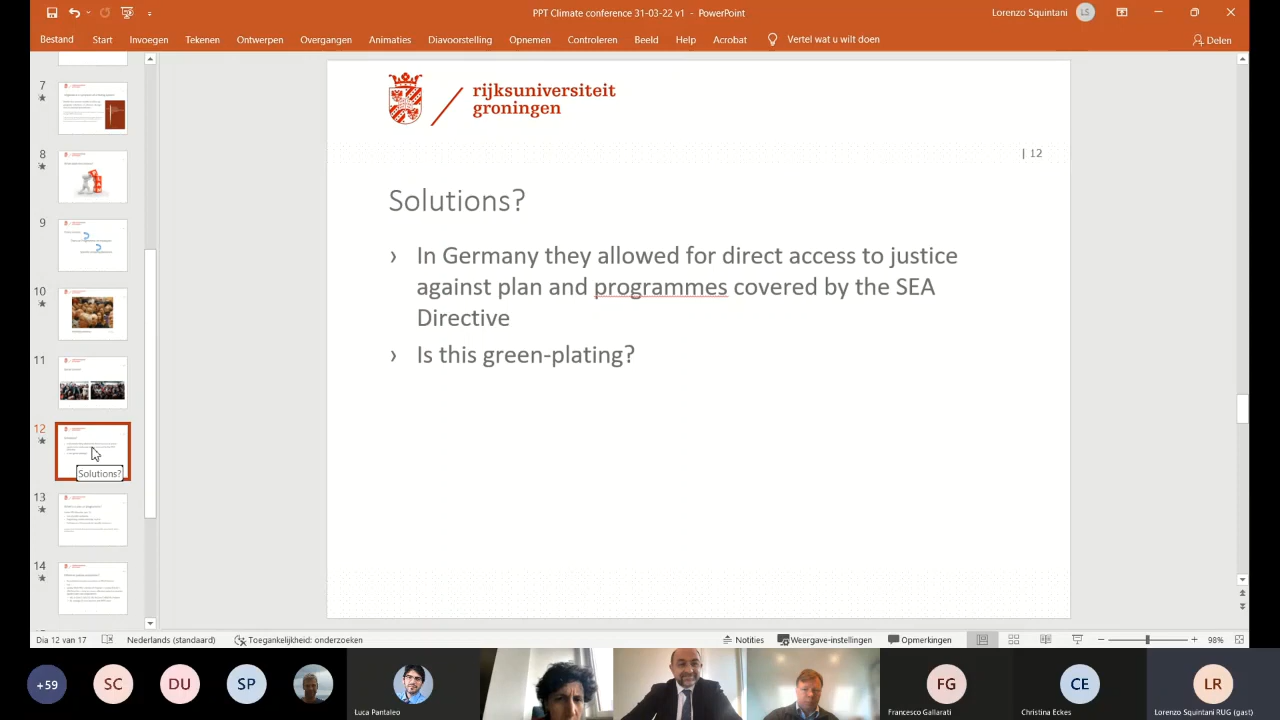 PPT Climate conference 31-03-22 v1 - PowerPoint
Lorenzo Squintani
LS
Bestand Start Invoegen Tekenen Ontwerpen Overgangen Animaties Diavoorstelling Opnemen Controleren Beeld Help Acrobat Vertel wat u wilt doen
Delen
7
8
9
10
11
12
Solutions?
13
14
rijksuniversiteit
groningen
| 12
Solutions?
› In Germany they allowed for direct access to justice
against plan and programmes covered by the SEA
Directive
› Is this green-plating?
Dia 12 van 17 Nederlands (standaard) Toegankelijkheid: onderzoeken Notities Weergave-instellingen Opmerkingen 98%
+59 SC DU SP FG CE LR
Luca Pantaleo Francesco Gallarati Christina Eckes Lorenzo Squintani RUG (gast)